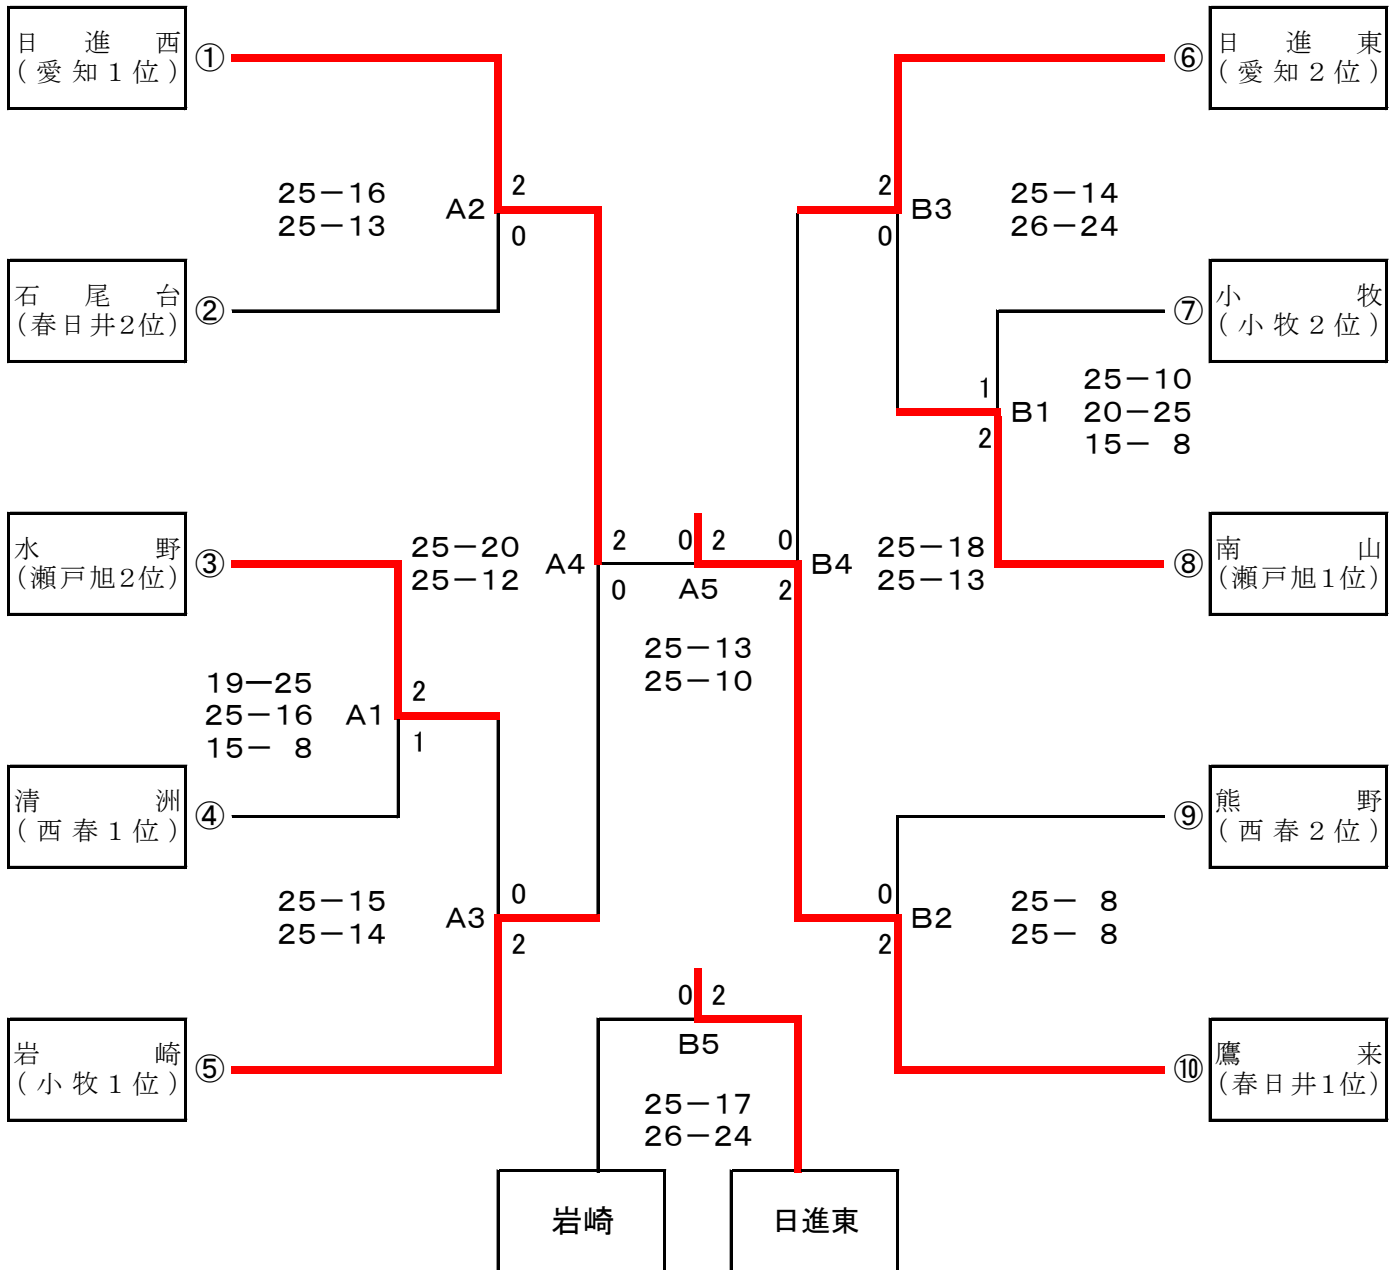 日進西
(愛知1位)
①
⑥
日進東
(愛知2位)
25-16
25-13
A2
2
0
2
0
B3
25-14
26-24
石尾台
(春日井2位)
②
⑦
小牧
(小牧2位)
1
2
B1
25-10
20-25
15- 8
水野
(瀬戸旭2位)
③
25-20
25-12
A4
2
0
0
2
A5
0
2
B4
25-18
25-13
⑧
南山
(瀬戸旭1位)
25-13
25-10
19-25
25-16
15- 8
A1
2
1
清洲
(西春1位)
④
⑨
熊野
(西春2位)
25-15
25-14
A3
0
2
0
2
B2
25- 8
25- 8
岩崎
(小牧1位)
⑤
0
2
B5
25-17
26-24
⑩
鷹来
(春日井1位)
岩崎
日進東